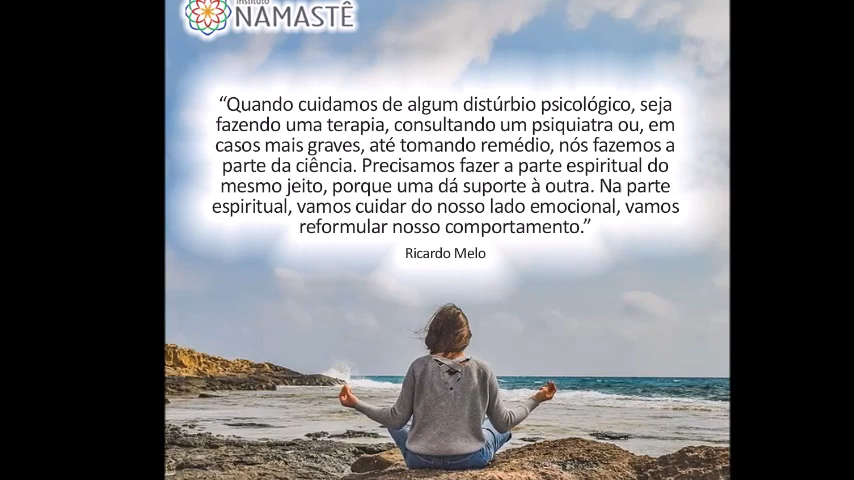 Instituto
NAMASTÊ
“Quando cuidamos de algum distúrbio psicológico, seja
fazendo uma terapia, consultando um psiquiatra ou, em
casos mais graves, até tomando remédio, nós fazemos a
parte da ciência. Precisamos fazer a parte espiritual do
mesmo jeito, porque uma dá suporte à outra. Na parte
espiritual, vamos cuidar do nosso lado emocional, vamos
reformular nosso comportamento.”
Ricardo Melo